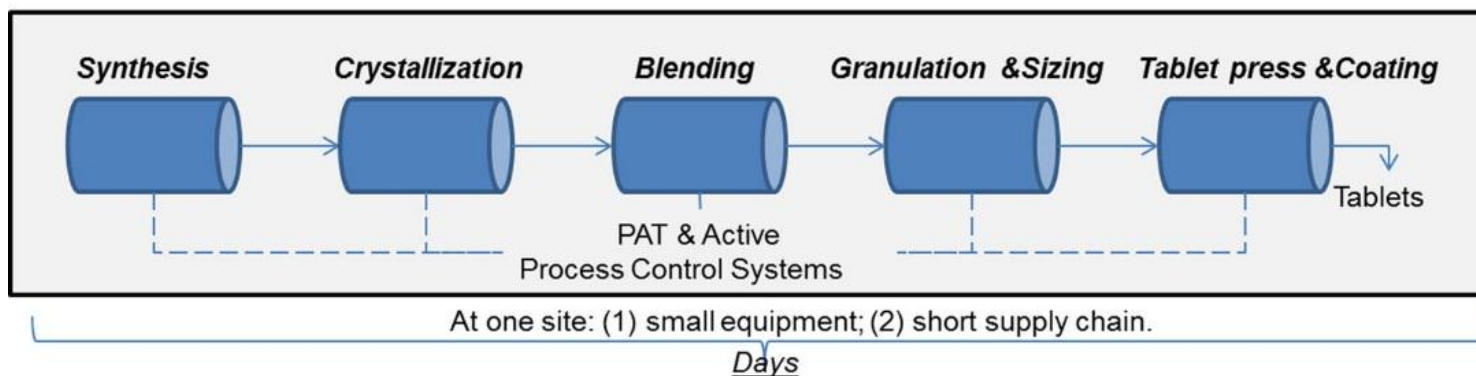 Synthesis
Crystallization
Blending
Granulation &Sizing
Tablet press &Coating
Tablets
PAT & Active
Process Control Systems
At one site: (1) small equipment; (2) short supply chain.
Days